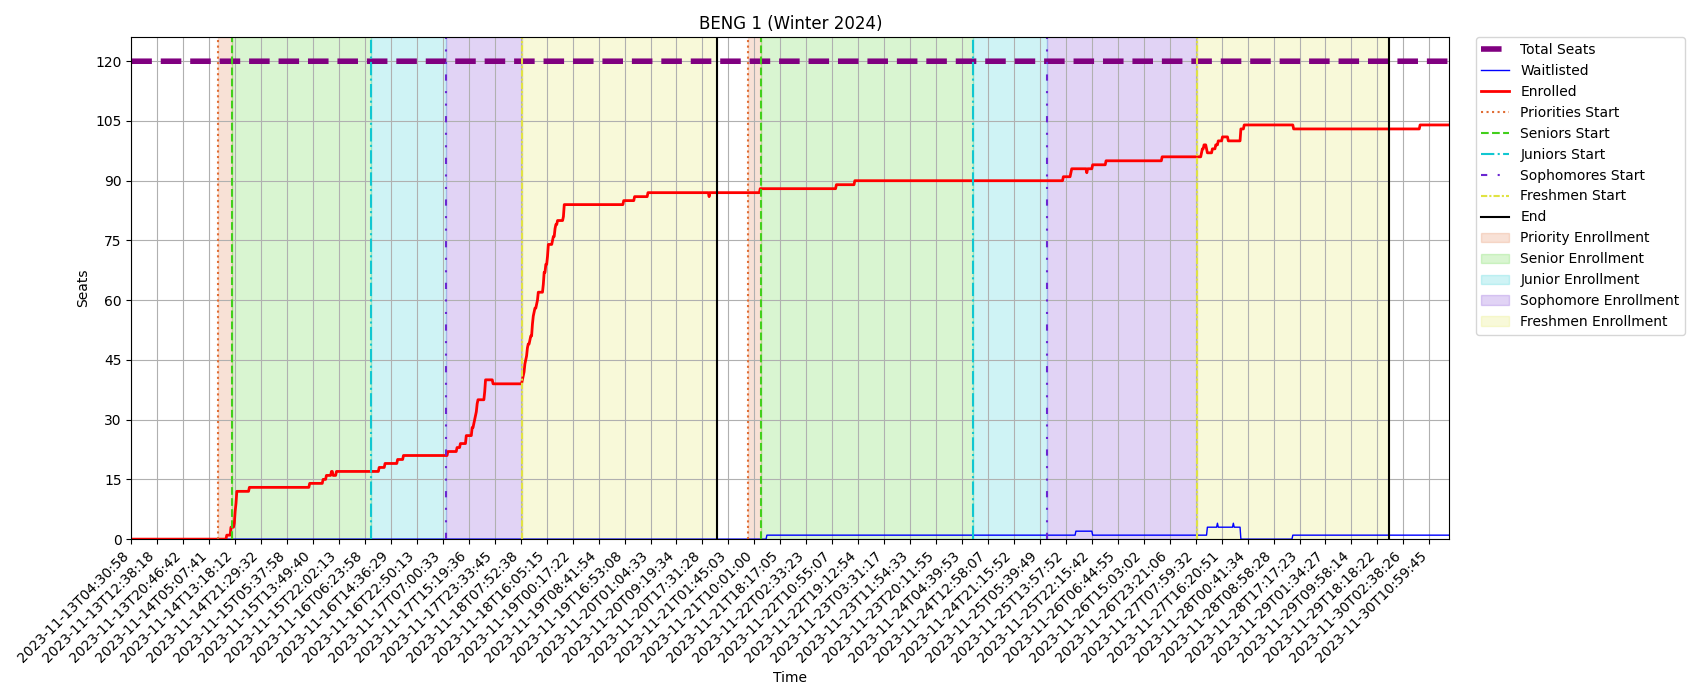 BENG 1 (Winter 2024)
Seats
120
105
90
75
60
45
30
15
0
2023-11-13T04:30:58
2023-11-13T12:38:18
2023-11-13T20:46:42
2023-11-14T05:07:41
2023-11-14T13:18:12
2023-11-14T21:29:32
2023-11-15T05:37:58
2023-11-15T13:49:40
2023-11-15T22:02:13
2023-11-16T06:23:58
2023-11-16T14:36:29
2023-11-16T22:50:13
2023-11-17T07:00:33
2023-11-17T15:19:36
2023-11-17T23:33:45
2023-11-18T07:52:38
2023-11-18T16:05:15
2023-11-19T00:17:22
2023-11-19T08:41:54
2023-11-19T16:53:08
2023-11-20T01:04:33
2023-11-20T09:19:34
2023-11-20T17:31:28
2023-11-21T01:45:03
2023-11-21T10:01:00
2023-11-21T18:17:05
2023-11-22T02:33:23
2023-11-22T10:55:07
2023-11-22T19:12:54
2023-11-23T03:31:17
2023-11-23T11:54:33
2023-11-23T20:11:55
2023-11-24T04:39:53
2023-11-24T12:58:07
2023-11-24T21:15:52
2023-11-25T05:39:49
2023-11-25T13:57:52
2023-11-25T22:15:42
2023-11-26T06:44:55
2023-11-26T15:03:02
2023-11-26T23:21:06
2023-11-27T07:59:32
2023-11-27T16:20:51
2023-11-28T00:41:34
2023-11-28T08:58:28
2023-11-28T17:17:23
2023-11-29T01:34:27
2023-11-29T09:58:14
2023-11-29T18:18:22
2023-11-30T02:38:26
2023-11-30T10:59:45
Time
Total Seats
Waitlisted
Enrolled
Priorities Start
Seniors Start
Juniors Start
Sophomores Start
Freshmen Start
End
Priority Enrollment
Senior Enrollment
Junior Enrollment
Sophomore Enrollment
Freshmen Enrollment